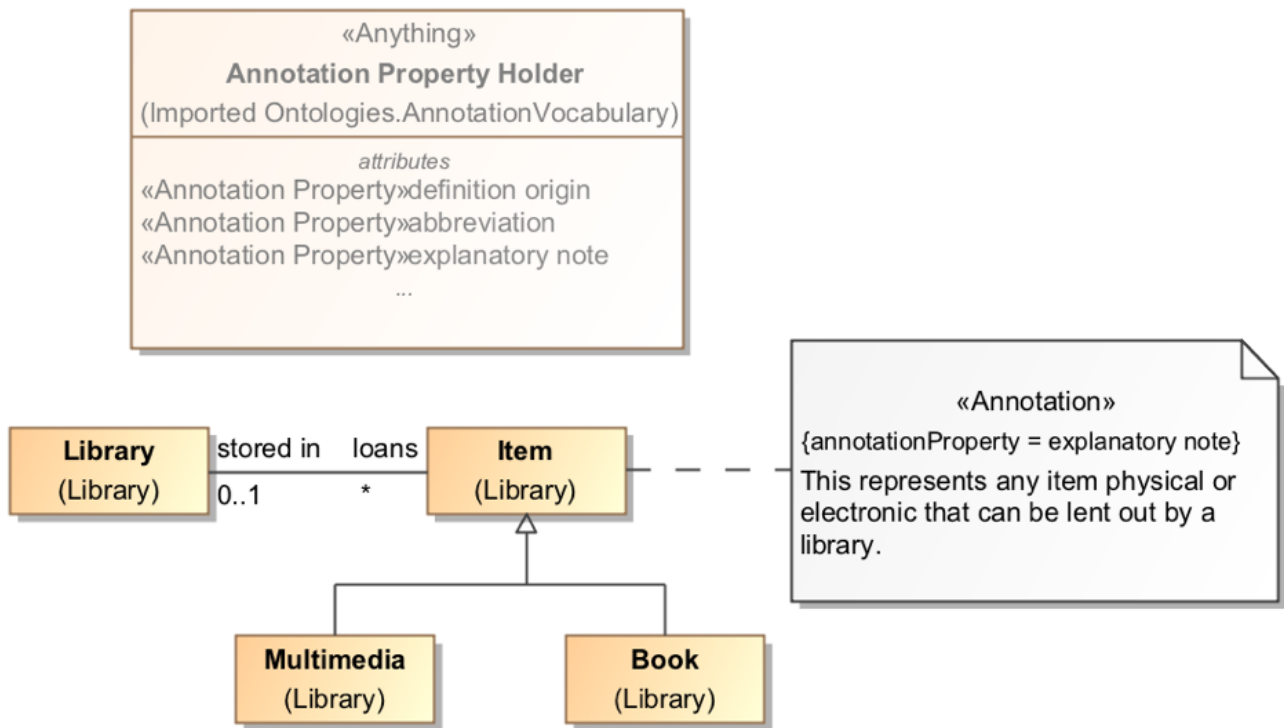 «Anything»
Annotation Property Holder
(Imported Ontologies.AnnotationVocabulary)
attributes
«Annotation Property»definition origin
«Annotation Property»abbreviation
«Annotation Property»explanatory note
...
Library
(Library)
stored in loans
0..1 *
Item
(Library)
«Annotation»
{annotationProperty = explanatory note}
This represents any item physical or
electronic that can be lent out by a
library.
Multimedia
(Library)
Book
(Library)